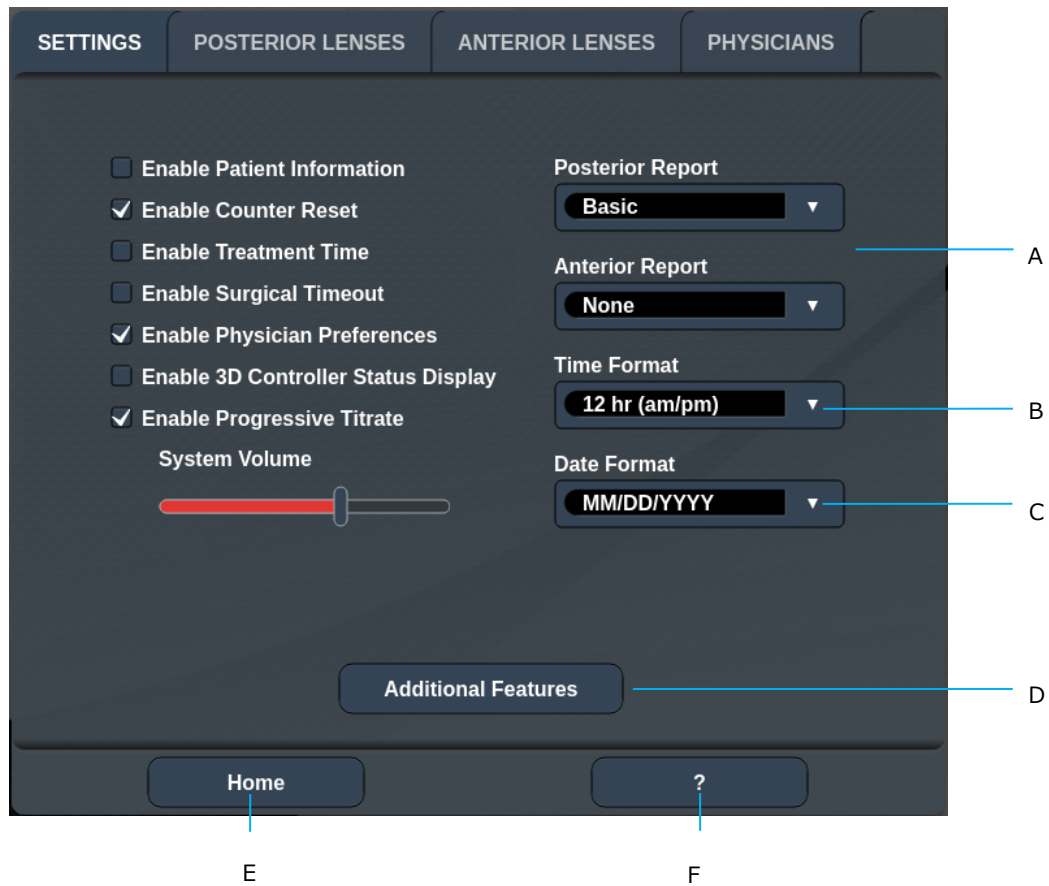 SETTINGS POSTERIOR LENSES ANTERIOR LENSES PHYSICIANS
Enable Patient Information
Enable Counter Reset
Enable Treatment Time
Enable Surgical Timeout
Enable Physician Preferences
Enable 3D Controller Status Display
Enable Progressive Titrate
System Volume
Posterior Report
Basic
Anterior Report
None
Time Format
12 hr (am/pm)
Date Format
MM/DD/YYYY
A
B
C
Additional Features
D
Home
?
E
F